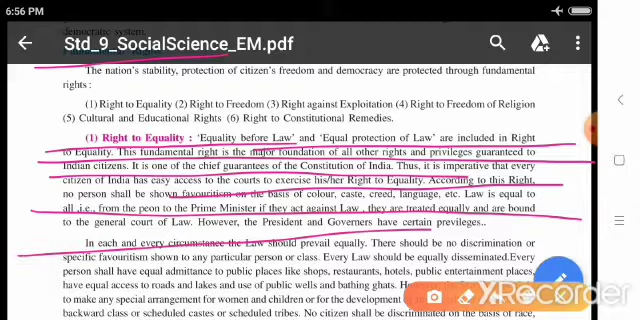 6:56 PM
democratic system.
Std_9_SocialScience_EM.pdf
The nation's stability, protection of citizen's freedom and democracy are protected through fundamental
rights :
(1) Right to Equality (2) Right to Freedom (3) Right against Exploitation (4) Right to Freedom of Religion
(5) Cultural and Educational Rights (6) Right to Constitutional Remedies.
(1) Right to Equality : 'Equality before Law' and 'Equal protection of Law' are included in Right
to Equality. This fundamental right is the major foundation of all other rights and privileges guaranteed to
Indian citizens. It is one of the chief guarantees of the Constitution of India. Thus, it is imperative that every
citizen of India has easy access to the courts to exercise his/her Right to Equality. According to this Right,
no person shall be shown favouritism on the basis of colour, caste, creed, language, etc. Law is equal to
all .i.e., from the peon to the Prime Minister if they act against Law , they are treated equally and are bound
to the general court of Law. However, the President and Governers have certain privileges..
In each and every circumstance the Law should prevail equally. There should be no discrimination or
specific favouritism shown to any particular person or class. Every Law should be equally disseminated.Every
person shall have equal admittance to public places like shops, restaurants, hotels, public entertainment places,
have equal access to roads and lakes and use of public wells and bathing ghats.
to make any special arrangement for women and children or for the development
backward class or scheduled castes or scheduled tribes. No citizen shall be discriminated on the basis of race,
XRecorder